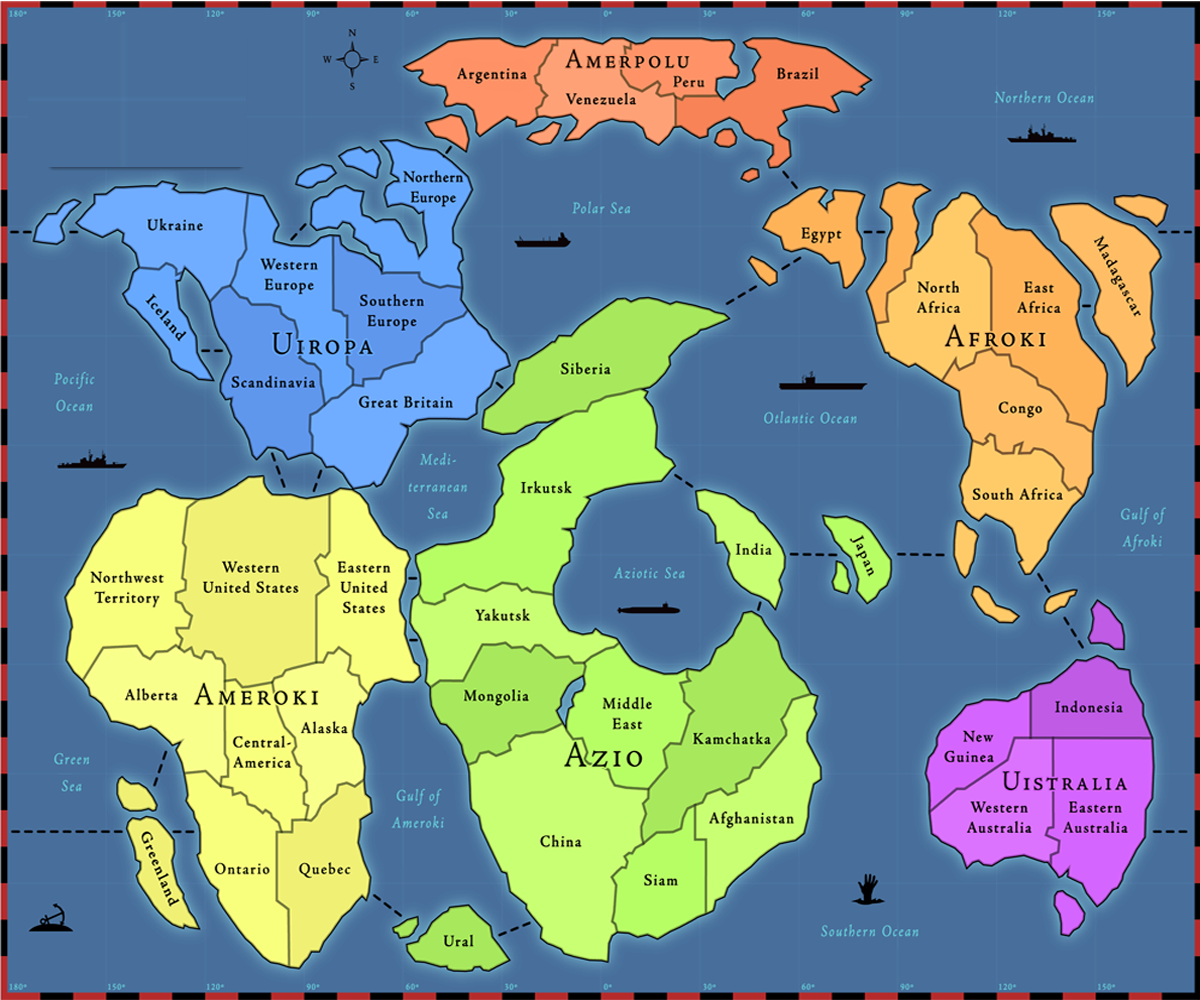 180° 150° 120° 90° 60° 30° 0° 30° 60° 90° 120° 150°
N
W E
S
AMERPOLU
Argentina
Venezuela
Peru
Brazil
Northern Ocean
Northern
Europe
Polar Sea
Ukraine
Western
Europe
Southern
Europe
Iceland
UIROPA
Scandinavia
Great Britain
Egypt
North
Africa
East
Africa
Madagascar
AFROKI
Congo
South Africa
Siberia
Pacific
Ocean
Otlantic Ocean
Medi-
terranean
Sea
Irkutsk
Gulf of
Afroki
India
Japan
Aziotic Sea
Northwest
Territory
Western
United States
Eastern
United
States
Yakutsk
Alberta
AMEROKI
Central-
America
Alaska
Mongolia
Middle
East
Kamchatka
AZIO
Indonesia
New
Guinea
UISTRALIA
Western
Australia
Eastern
Australia
Green
Sea
Gulf of
Ameroki
China
Afghanistan
Greenland
Ontario
Quebec
Siam
Ural
Southern Ocean
180° 150° 120° 90° 60° 30° 0° 30° 60° 90° 120° 150°